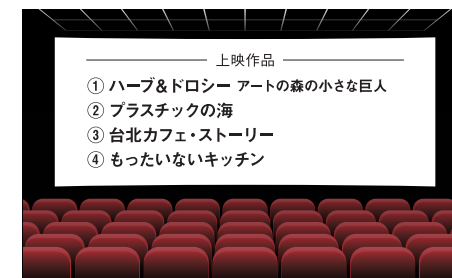 上映作品
① ハーブ&ドロシー アートの森の小さな巨人
② プラスチックの海
③ 台北カフェ・ストーリー
④ もったいないキッチン